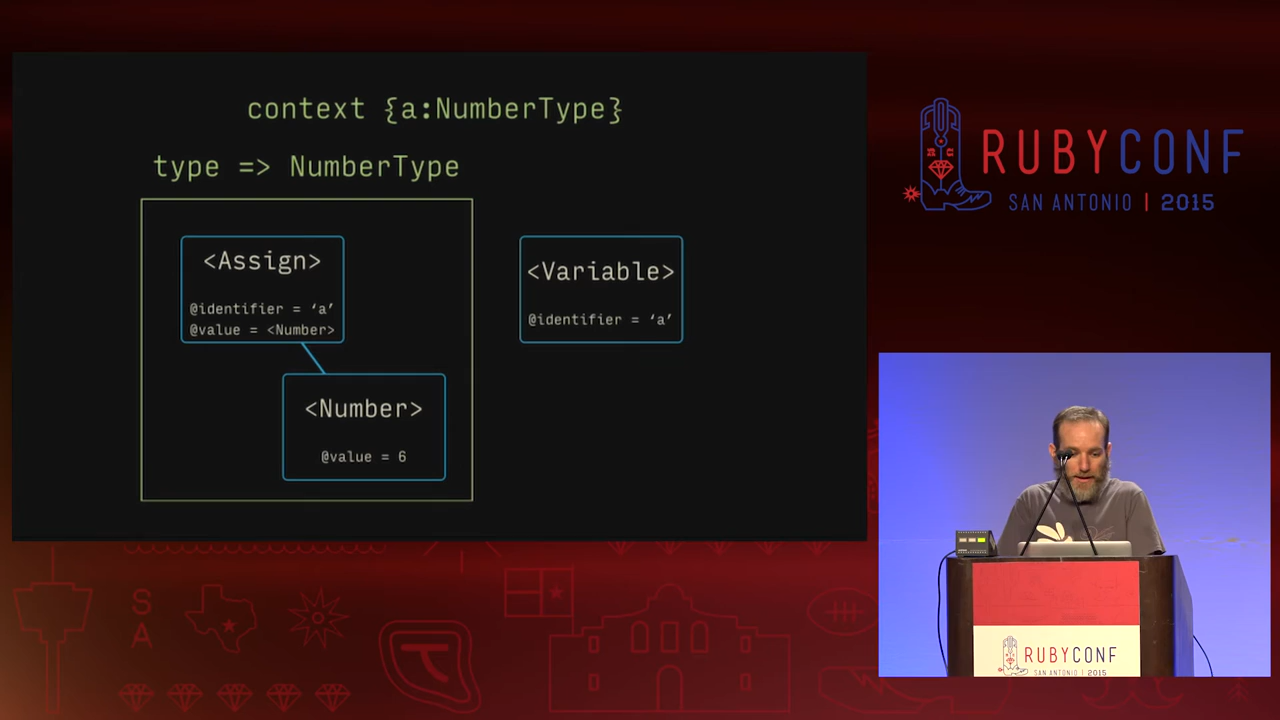 context {a:NumberType}
type => NumberType
<Assign>
@identifier = ‘a’
@value = <Number>
<Variable>
@identifier = ‘a’
<Number>
@value = 6
RUBYCONF
SAN ANTONIO | 2015
S
A
RUBYCONF
SAN ANTONIO | 2015